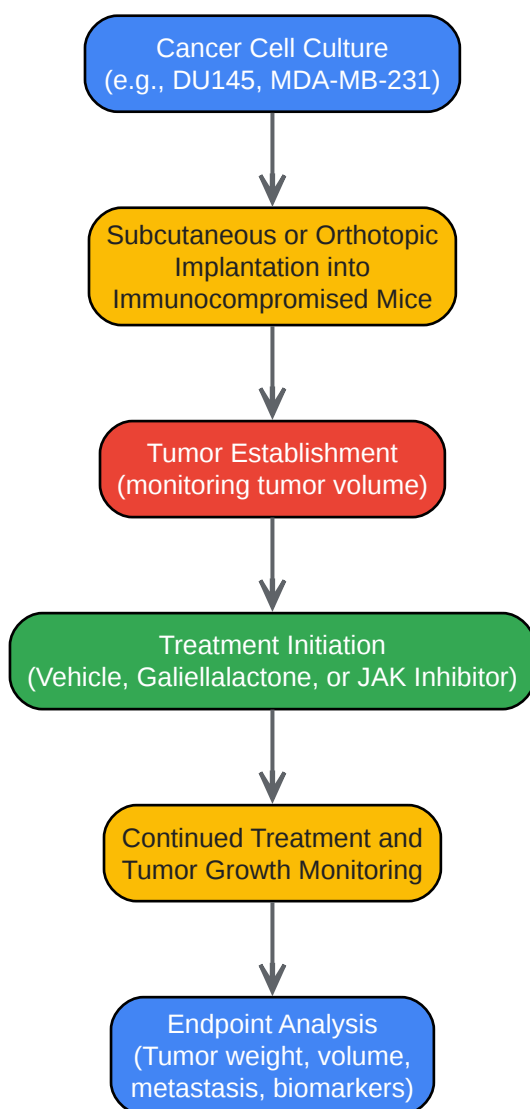 Cancer Cell Culture
(e.g., DU145, MDA-MB-231)
Subcutaneous or Orthotopic
Implantation into
Immunocompromised Mice
Tumor Establishment
(monitoring tumor volume)
Treatment Initiation
(Vehicle, Galiellalactone, or JAK Inhibitor)
Continued Treatment and
Tumor Growth Monitoring
Endpoint Analysis
(Tumor weight, volume,
metastasis, biomarkers)